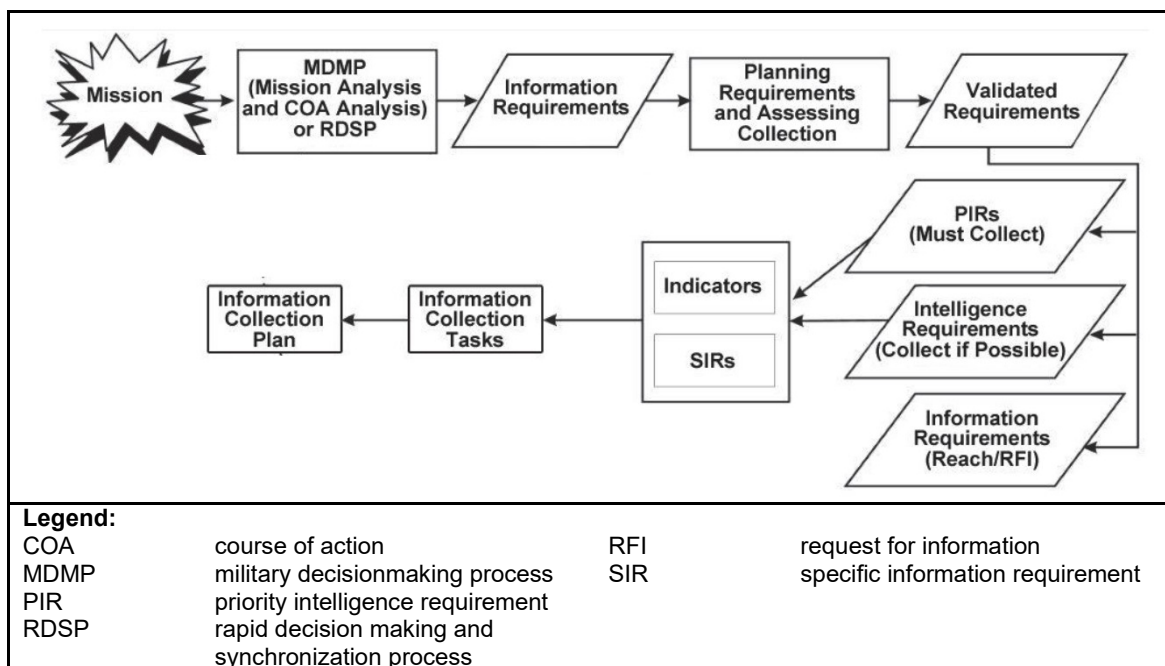 Mission
MDMP
(Mission Analysis
and COA Analysis)
or RDSP
Information
Requirements
Planning
Requirements
and Assessing
Collection
Validated
Requirements
PIRs
(Must Collect)
Intelligence
Requirements
(Collect if Possible)
Information
Requirements
(Reach/RFI)
Indicators
SIRs
Information
Collection
Tasks
Information
Collection
Plan
Legend:
COA course of action
MDMP military decisionmaking process
PIR priority intelligence requirement
RDSP rapid decision making and
synchronization process
RFI request for information
SIR specific information requirement